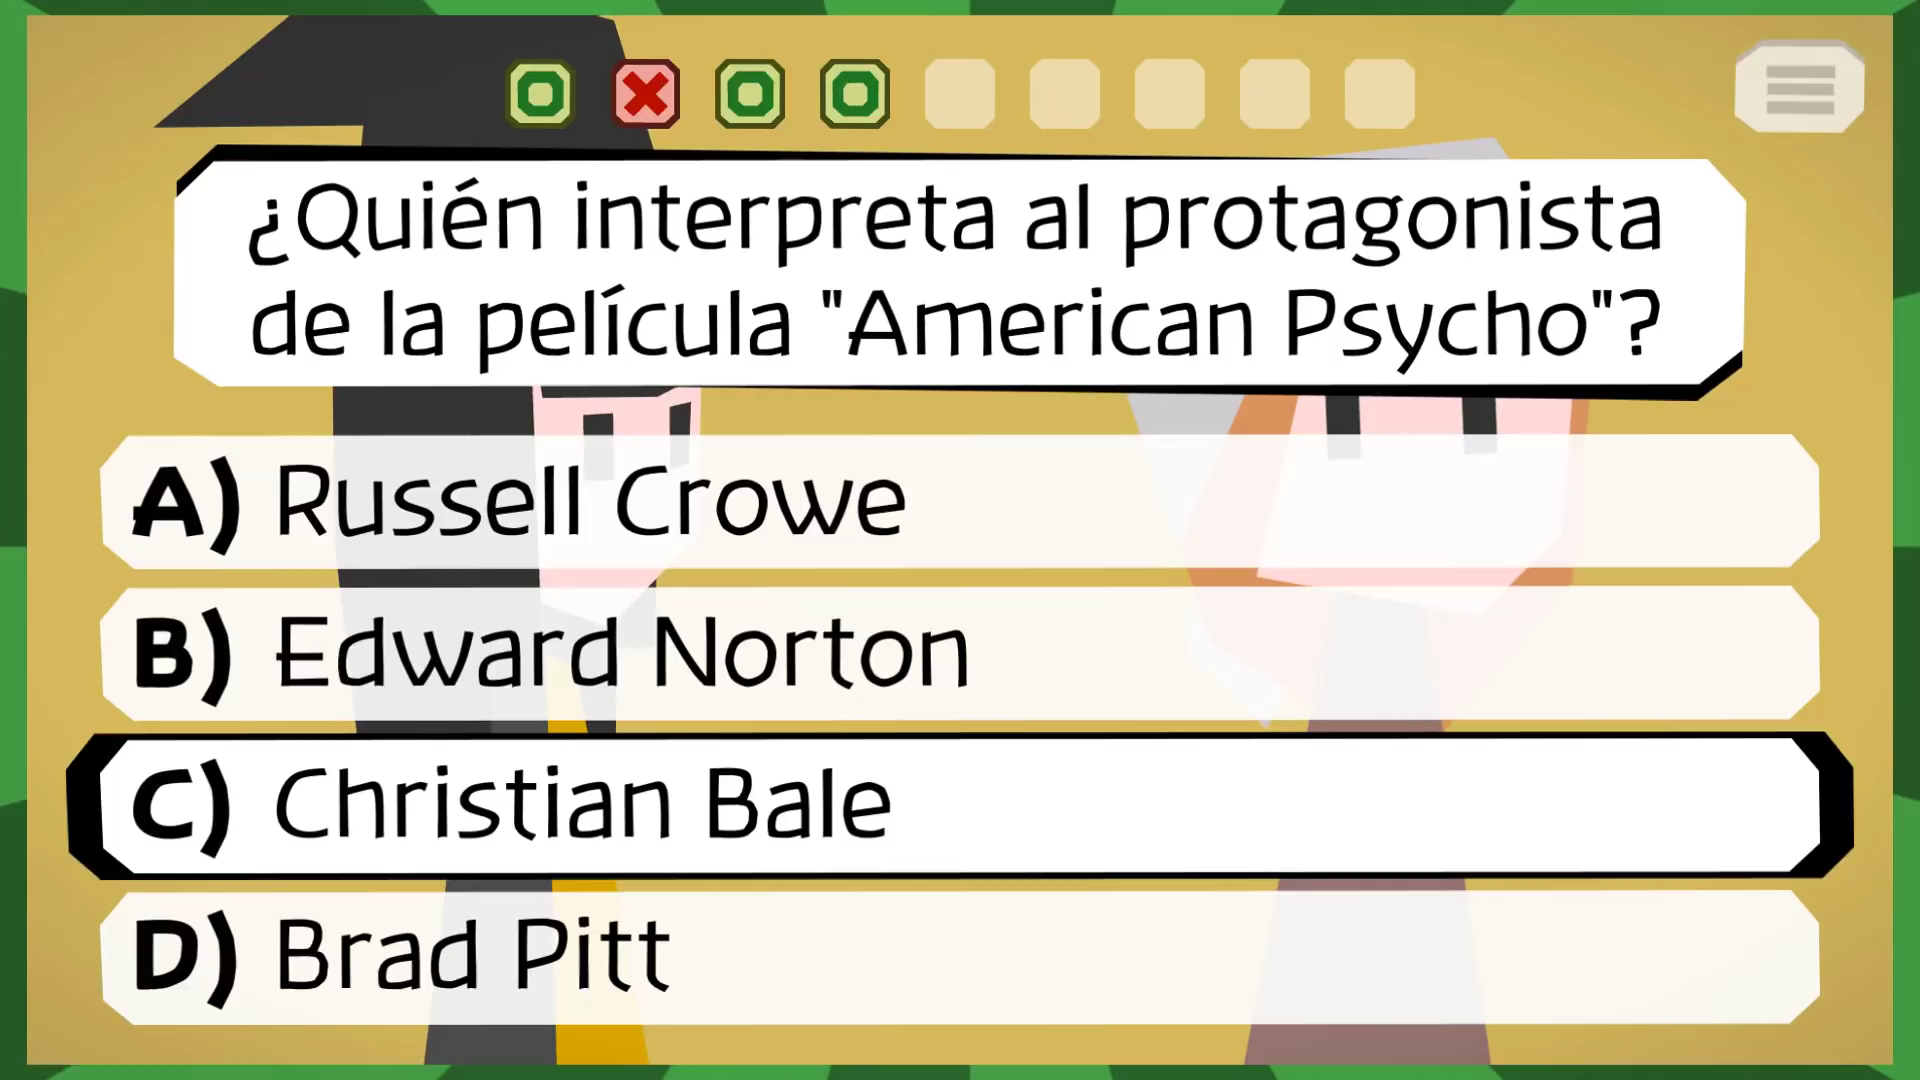 ¿Quién interpreta al protagonista
de la película "American Psycho"?
A) Russell Crowe
B) Edward Norton
C) Christian Bale
D) Brad Pitt